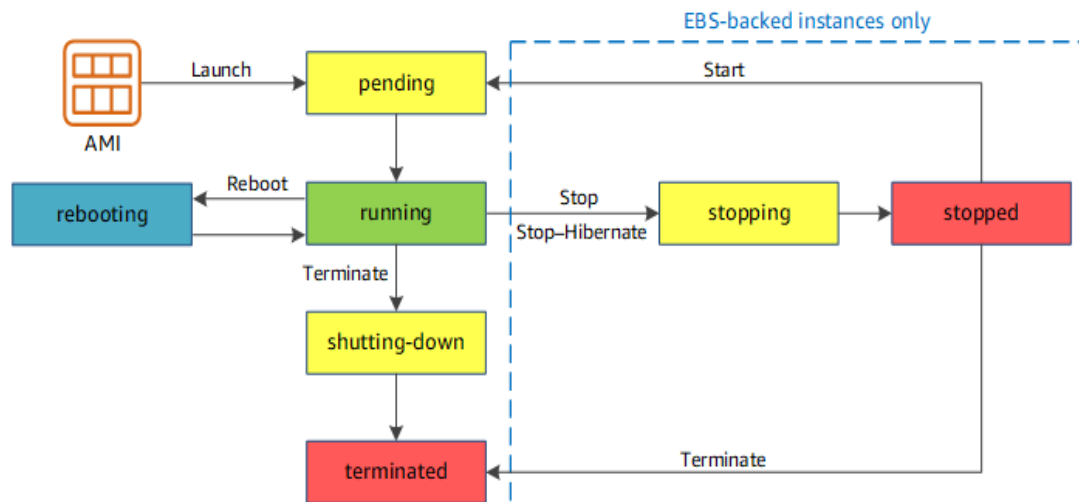 EBS-backed instances only
Launch
pending
Start
AMI
Reboot
rebooting
running
Stop
Stop–Hibernate
stopping
stopped
Terminate
shutting-down
terminated
Terminate